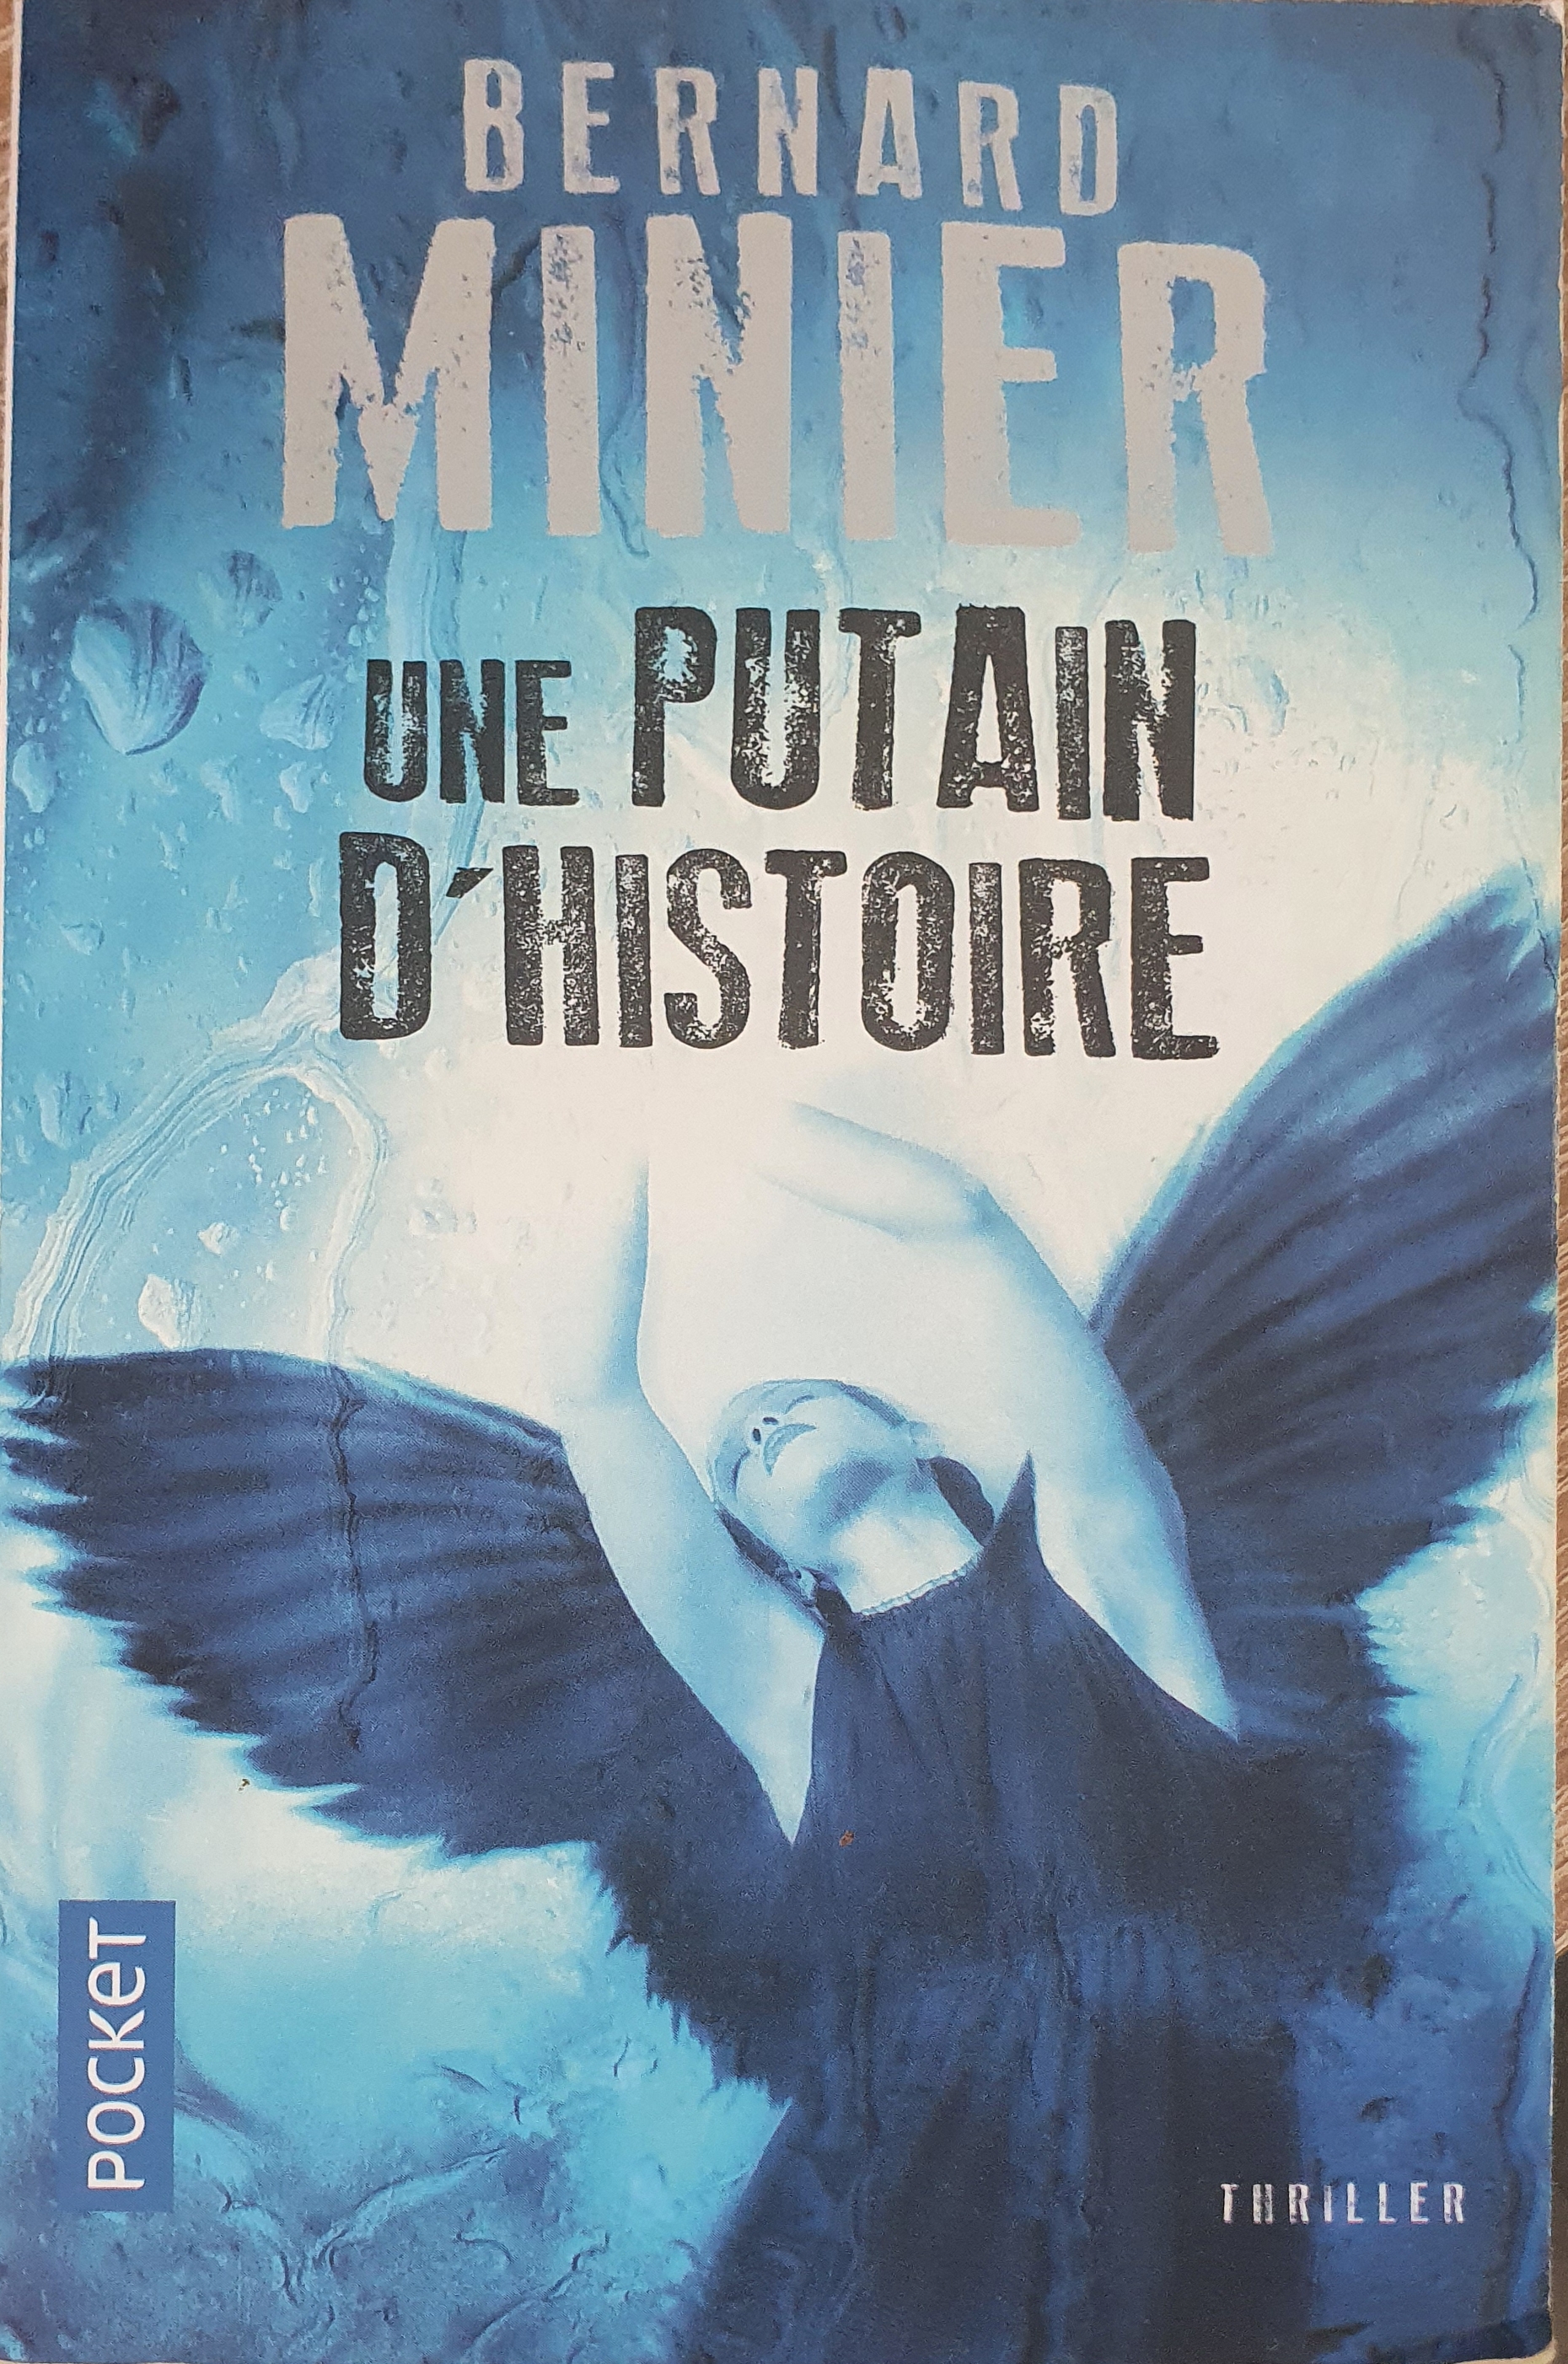 BERNARD
MINIER
UNE PUTAIN
D'HISTOIRE
POCKET
THRILLER